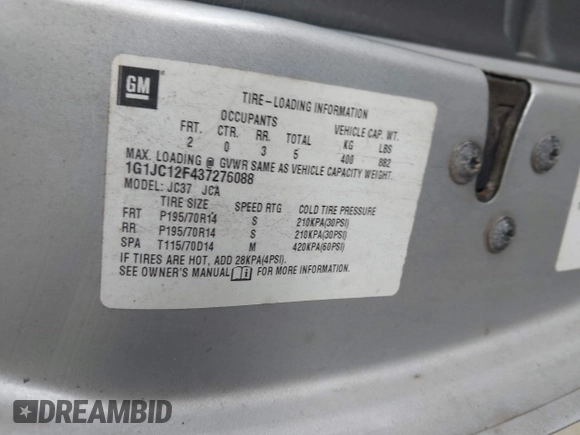 GM
TIRE-LOADING INFORMATION
OCCUPANTS VEHICLE CAP. WT.
FRT. CTR. RR. TOTAL KG LBS
2 0 3 5 400 882
MAX. LOADING @ GVWR SAME AS VEHICLE CAPACITY WEIGHT.
1G1JC12F437276088
MODEL: JC37 JCA
TIRE SIZE SPEED RTG COLD TIRE PRESSURE
FRT P195/70R14 S 210KPA(30PSI)
RR P195/70R14 S 210KPA(30PSI)
SPA T115/70D14 M 420KPA(60PSI)
IF TIRES ARE HOT, ADD 28KPA(4PSI).
SEE OWNER'S MANUAL FOR MORE INFORMATION.
DREAMBID